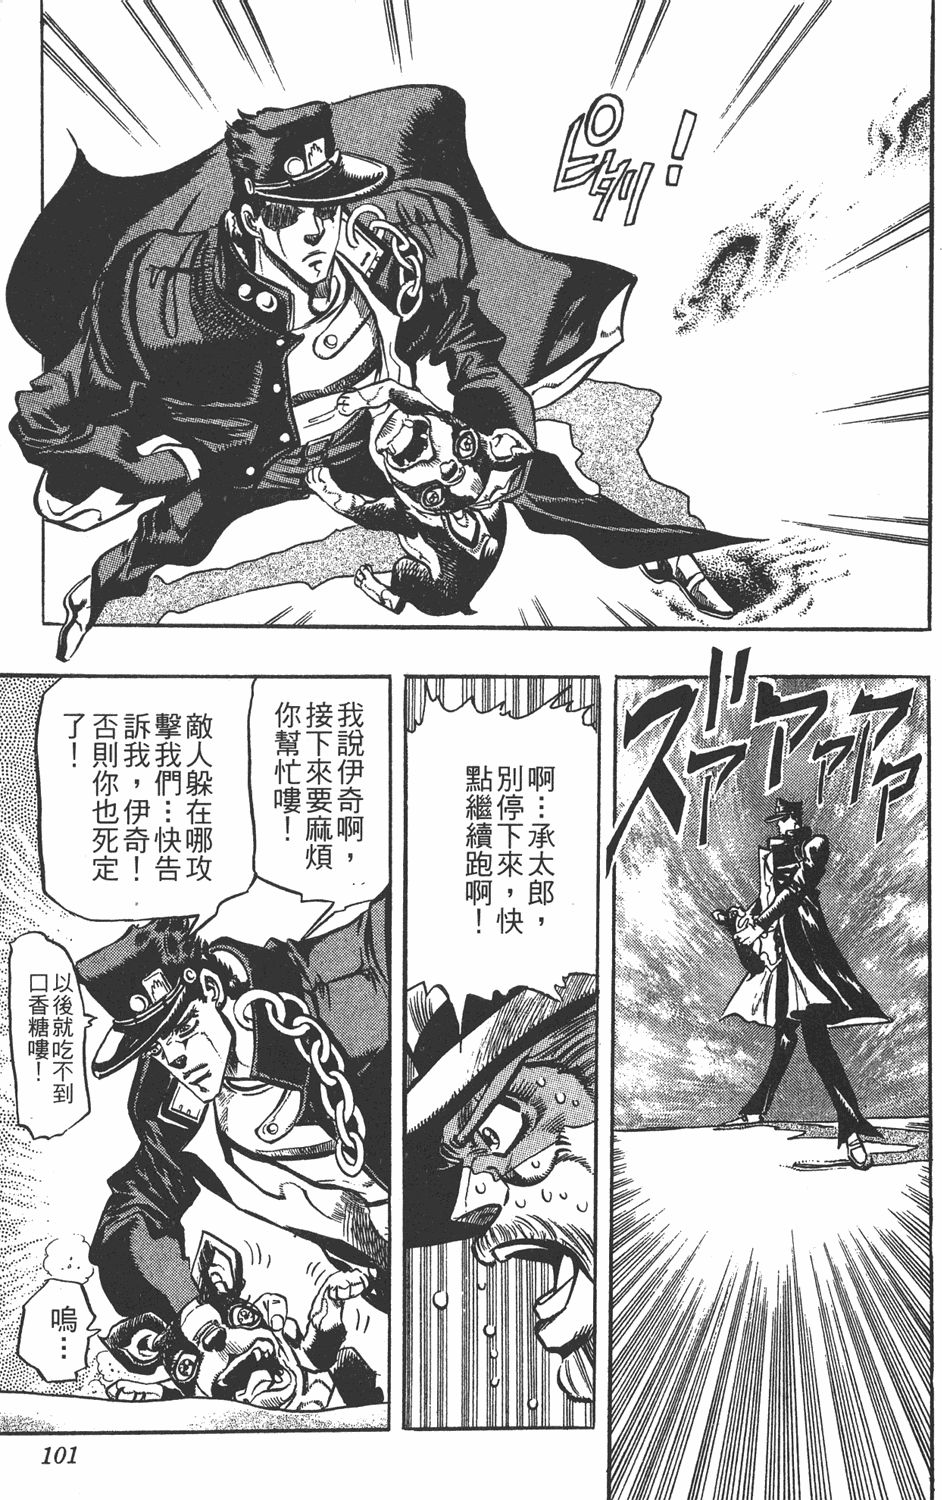 ピタリ!
ズアアアアア
啊…承太郎,
別停下來,快
點繼續跑啊!
我說伊奇啊,
接下來要麻煩
你幫忙嘍!
敵人躲在哪攻
擊我們…快告
訴我,伊奇!
否則你也死定
了!
以後就吃不到
口香糖嘍!
嗚…
101